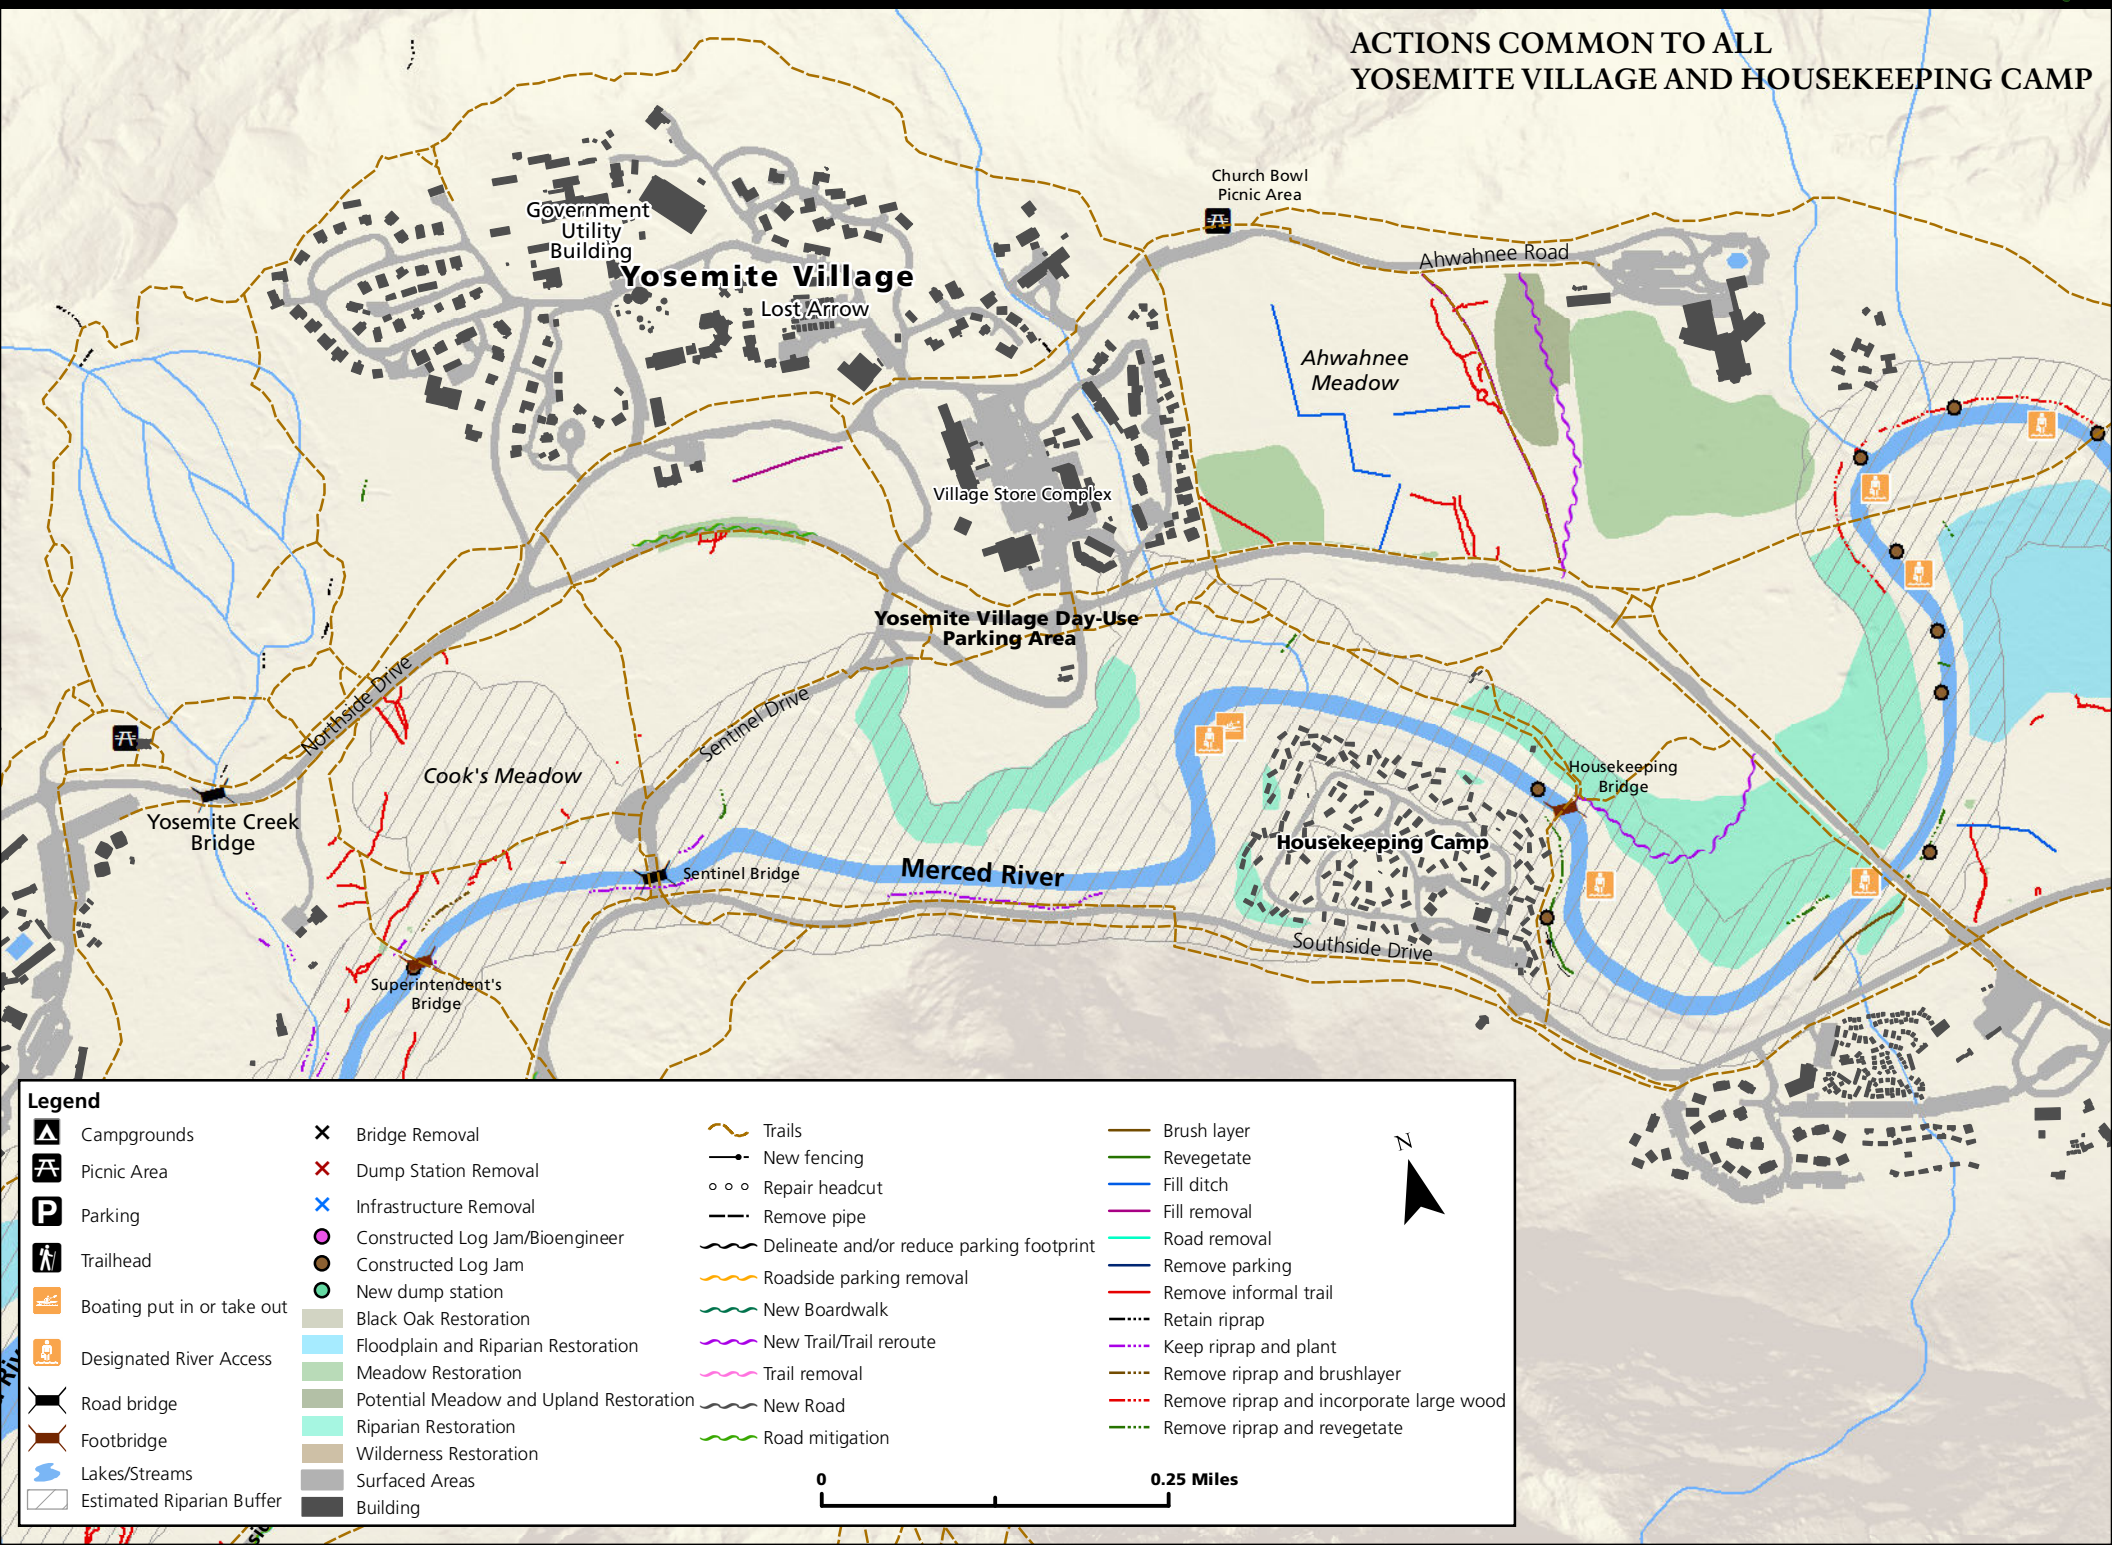 ACTIONS COMMON TO ALL
YOSEMITE VILLAGE AND HOUSEKEEPING CAMP
Church Bowl
Picnic Area
Government
Utility
Building
Yosemite Village
Lost Arrow
Ahwahnee Road
Ahwahnee
Meadow
Village Store Complex
Yosemite Village Day-Use
Parking Area
Northside Drive
Sentinel Drive
Cook's Meadow
Housekeeping
Bridge
Yosemite Creek
Bridge
Housekeeping Camp
Sentinel Bridge
Merced River
Southside Drive
Superintendent's
Bridge
Legend
Campgrounds
Picnic Area
P
Parking
Trailhead
Boating put in or take out
Designated River Access
Road bridge
Footbridge
Lakes/Streams
Estimated Riparian Buffer
Bridge Removal
Dump Station Removal
Infrastructure Removal
Constructed Log Jam/Bioengineer
Constructed Log Jam
New dump station
Black Oak Restoration
Floodplain and Riparian Restoration
Meadow Restoration
Potential Meadow and Upland Restoration
Riparian Restoration
Wilderness Restoration
Surfaced Areas
Building
Trails
New fencing
Repair headcut
Remove pipe
Delineate and/or reduce parking footprint
Roadside parking removal
New Boardwalk
New Trail/Trail reroute
Trail removal
New Road
Road mitigation
Brush layer
Revegetate
Fill ditch
Fill removal
Road removal
Remove parking
Remove informal trail
Retain riprap
Keep riprap and plant
Remove riprap and brushlayer
Remove riprap and incorporate large wood
Remove riprap and revegetate
N
0 0.25 Miles